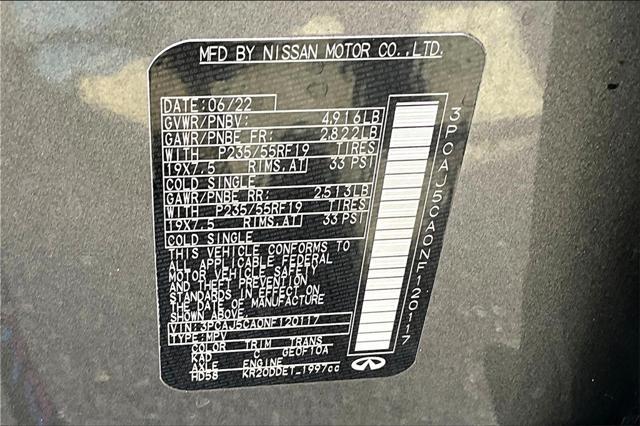 MFD BY NISSAN MOTOR CO.,LTD.
DATE:06/22
GVWR/PNBV: 4,916LB
GAWR/PNBE FR: 2,822LB
WITH P235/55RF19 TIRES
19X7.5 RIMS,AT 33 PSI
COLD SINGLE
GAWR/PNBE RR: 2,513LB
WITH P235/55RF19 TIRES
19X7.5 RIMS,AT 33 PSI
COLD SINGLE
THIS VEHICLE CONFORMS TO
ALL APPLICABLE FEDERAL
MOTOR VEHICLE SAFETY
AND THEFT PREVENTION
STANDARDS IN EFFECT ON
THE DATE OF MANUFACTURE
SHOWN ABOVE.
VIN:3PCAJ5CA0NF120117
TYPE:MPV
COLOR TRIM TRANS
KAD C GE0F10A
AXLE ENGINE
HD58 KR20DDET_1997cc
3PCAJ5CA0NF120117